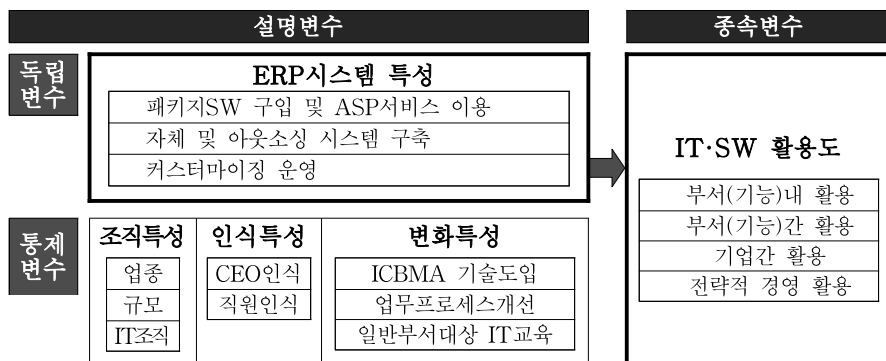 설명변수
종속변수
독립
변수
ERP시스템 특성
패키지SW 구입 및 ASP서비스 이용
자체 및 아웃소싱 시스템 구축
커스터마이징 운영
IT·SW 활용도
부서(기능)내 활용
부서(기능)간 활용
기업간 활용
전략적 경영 활용
통제
변수
조직특성
업종
규모
IT조직
인식특성
CEO인식
직원인식
변화특성
ICBMA 기술도입
업무프로세스개선
일반부서대상 IT교육